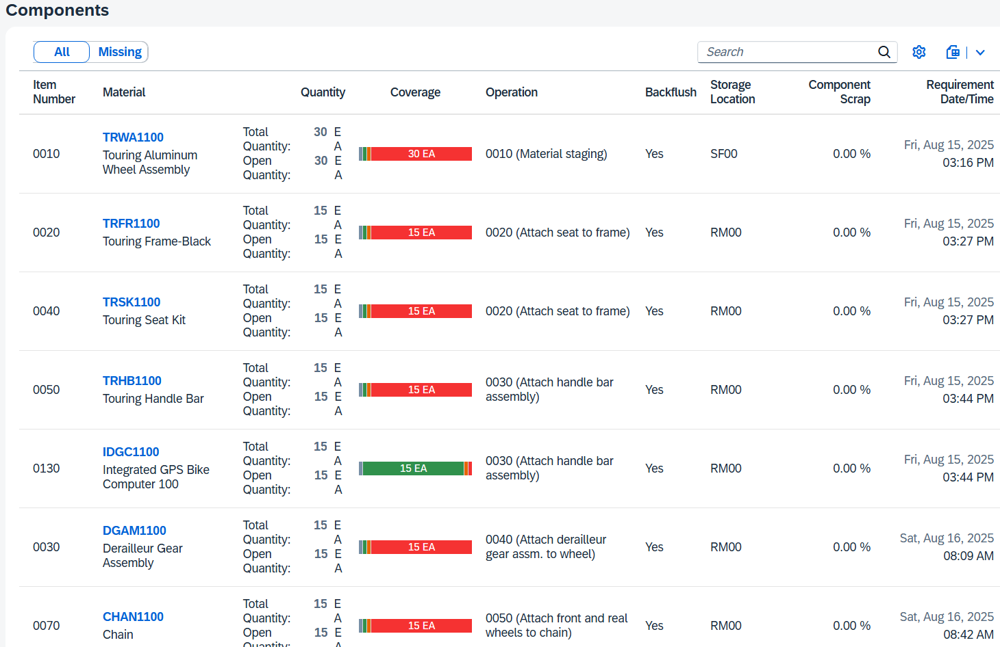 Components
All
Missing
Search
Item Number
Material
Quantity
Coverage
Operation
Backflush
Storage Location
Component Scrap
Requirement Date/Time
0010
TRWA1100
Touring Aluminum
Wheel Assembly
Total Quantity: 30 EA
Open Quantity: 30 EA
30 EA
0010 (Material staging)
Yes
SF00
0.00 %
Fri, Aug 15, 2025
03:16 PM
0020
TRFR1100
Touring Frame-Black
Total Quantity: 15 EA
Open Quantity: 15 EA
15 EA
0020 (Attach seat to frame)
Yes
RM00
0.00 %
Fri, Aug 15, 2025
03:27 PM
0040
TRSK1100
Touring Seat Kit
Total Quantity: 15 EA
Open Quantity: 15 EA
15 EA
0020 (Attach seat to frame)
Yes
RM00
0.00 %
Fri, Aug 15, 2025
03:27 PM
0050
TRHB1100
Touring Handle Bar
Total Quantity: 15 EA
Open Quantity: 15 EA
15 EA
0030 (Attach handle bar
assembly)
Yes
RM00
0.00 %
Fri, Aug 15, 2025
03:44 PM
0130
IDGC1100
Integrated GPS Bike
Computer 100
Total Quantity: 15 EA
Open Quantity: 15 EA
15 EA
0030 (Attach handle bar
assembly)
Yes
RM00
0.00 %
Fri, Aug 15, 2025
03:44 PM
0030
DGAM1100
Derailleur Gear
Assembly
Total Quantity: 15 EA
Open Quantity: 15 EA
15 EA
0040 (Attach derailleur
gear assm. to wheel)
Yes
RM00
0.00 %
Sat, Aug 16, 2025
08:09 AM
0070
CHAN1100
Chain
Total Quantity: 15 EA
Open Quantity: 15 EA
15 EA
0050 (Attach front and real
wheels to chain)
Yes
RM00
0.00 %
Sat, Aug 16, 2025
08:42 AM